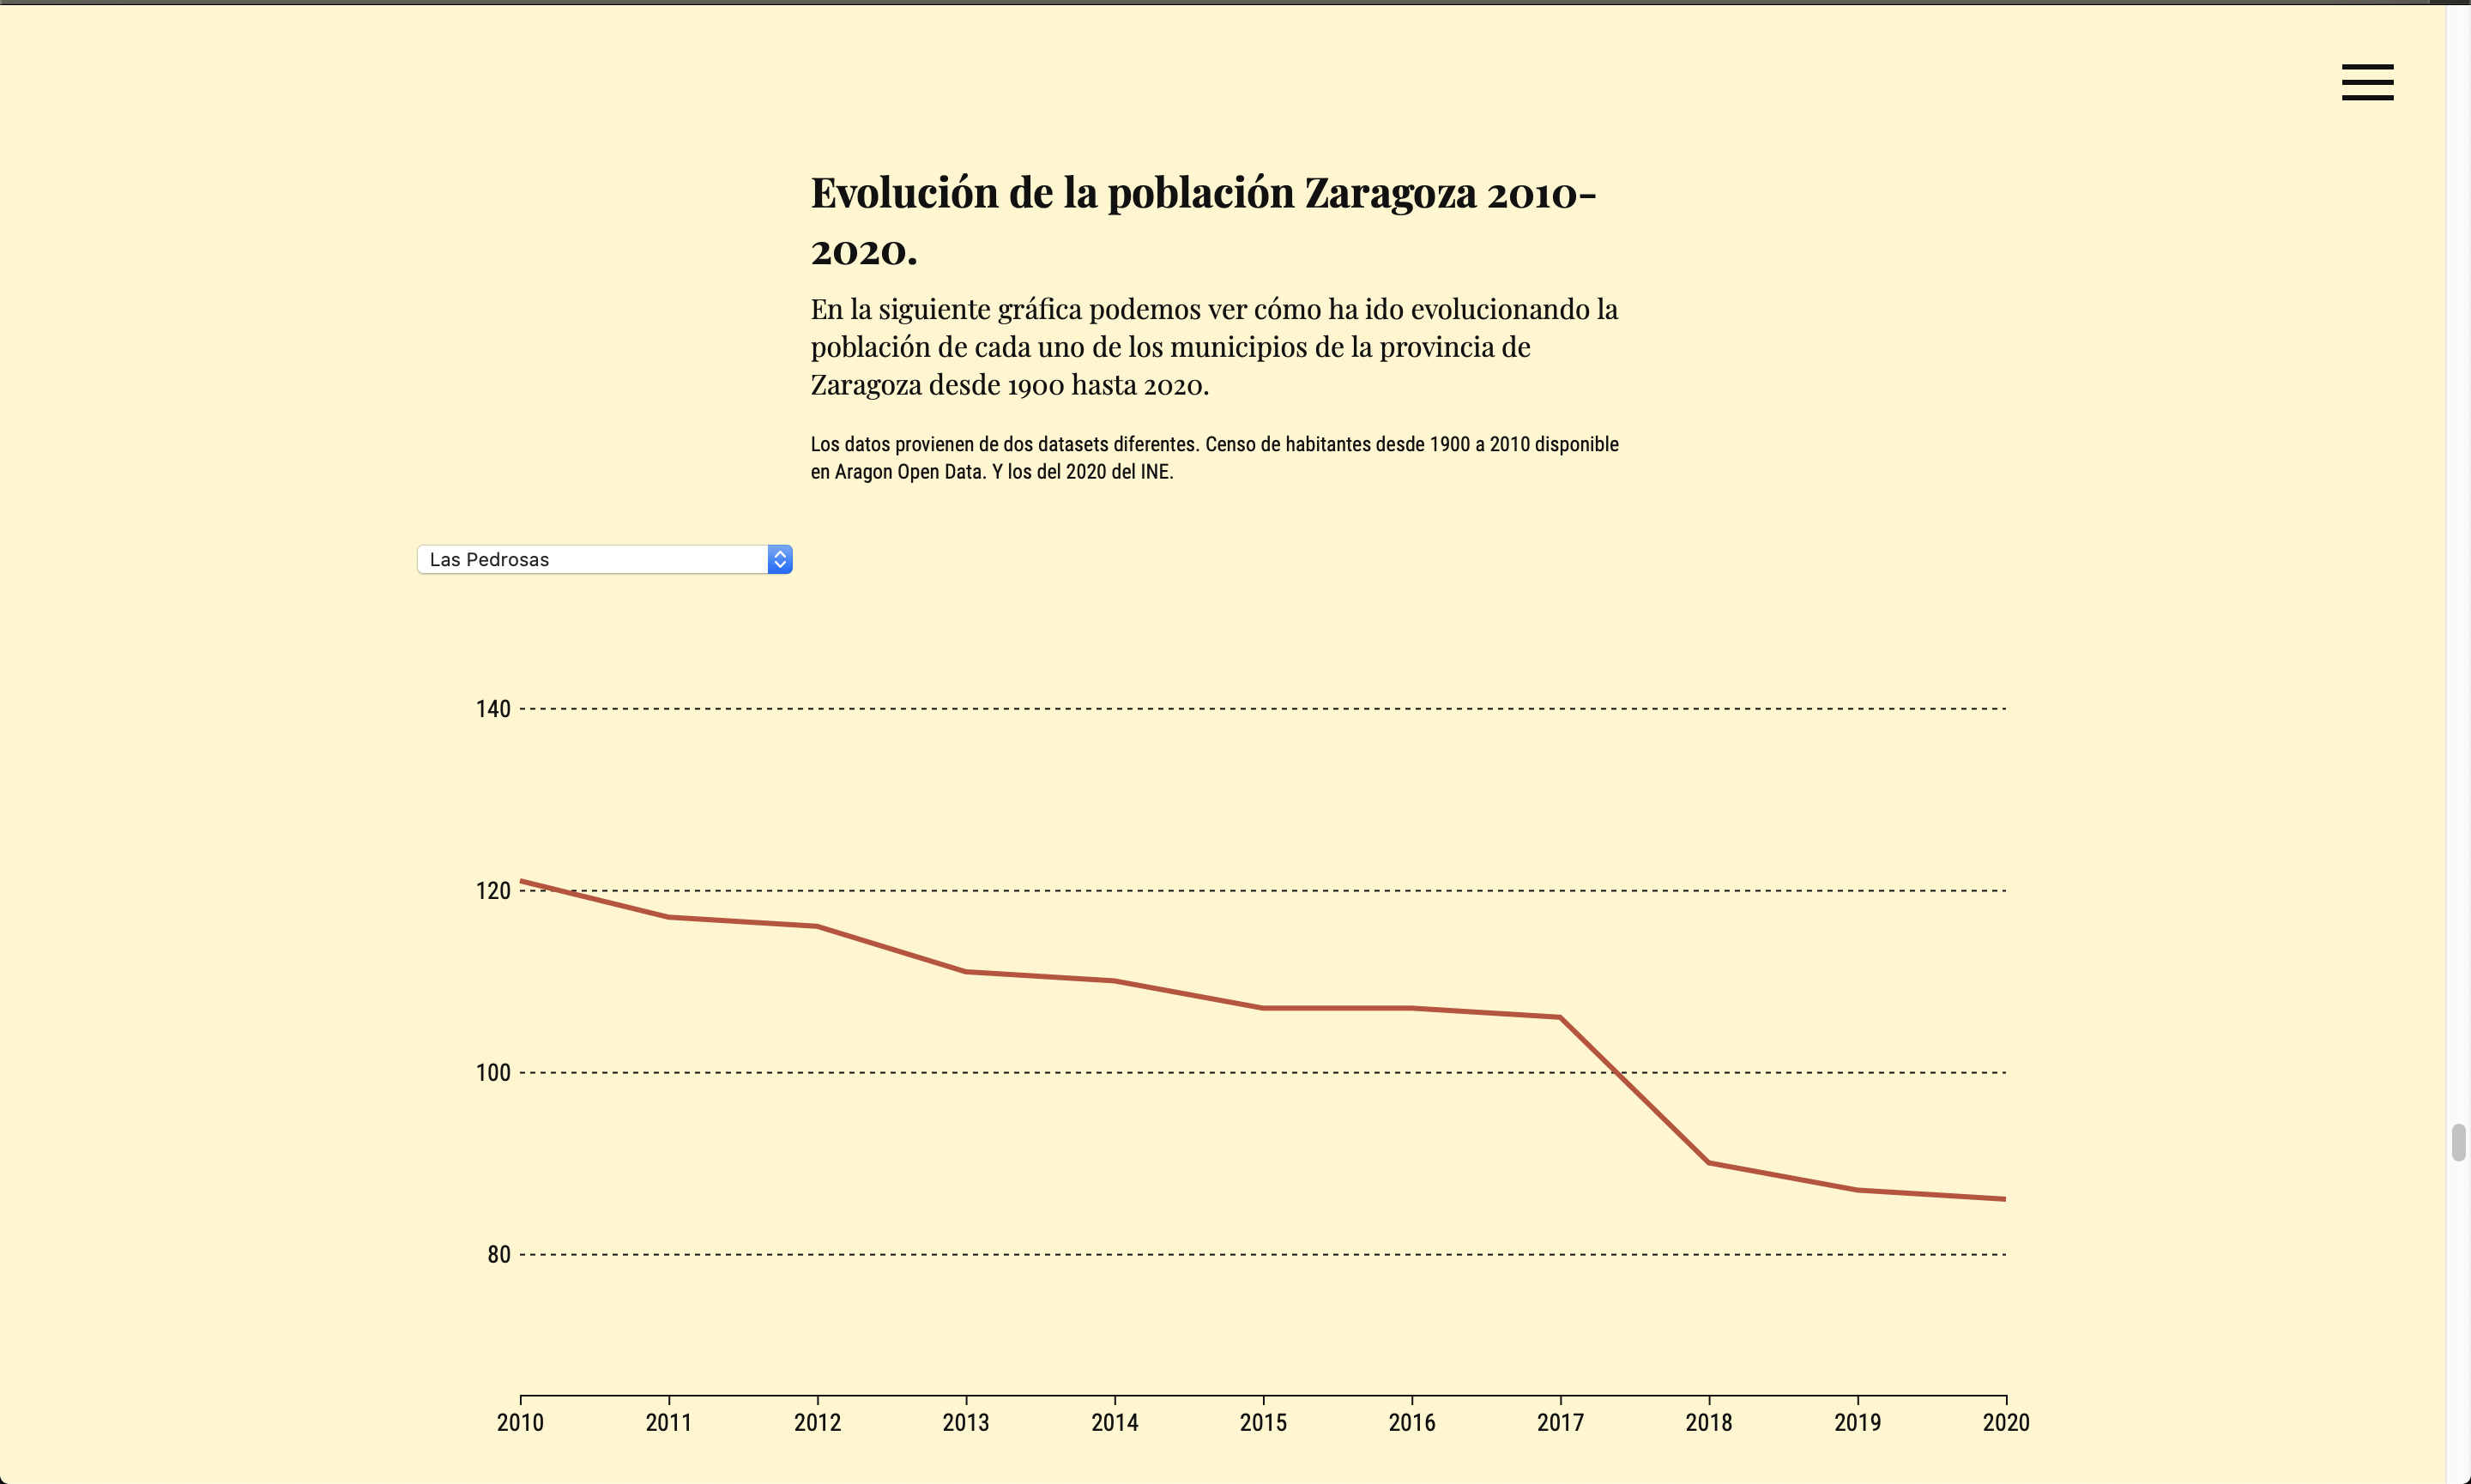 Evolución de la población Zaragoza 2010-
2020.
En la siguiente gráfica podemos ver cómo ha ido evolucionando la
población de cada uno de los municipios de la provincia de
Zaragoza desde 1900 hasta 2020.
Los datos provienen de dos datasets diferentes. Censo de habitantes desde 1900 a 2010 disponible
en Aragon Open Data. Y los del 2020 del INE.
Las Pedrosas
140
120
100
80
2010 2011 2012 2013 2014 2015 2016 2017 2018 2019 2020